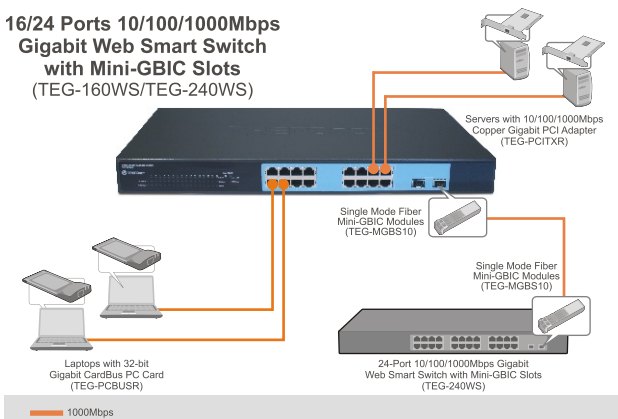 16/24 Ports 10/100/1000Mbps
Gigabit Web Smart Switch
with Mini-GBIC Slots
(TEG-160WS/TEG-240WS)
Servers with 10/100/1000Mbps
Copper Gigabit PCI Adapter
(TEG-PCITXR)
Single Mode Fiber
Mini-GBIC Modules
(TEG-MGBS10)
Single Mode Fiber
Mini-GBIC Modules
(TEG-MGBS10)
Laptops with 32-bit
Gigabit CardBus PC Card
(TEG-PCBUSR)
24-Port 10/100/1000Mbps Gigabit
Web Smart Switch with Mini-GBIC Slots
(TEG-240WS)
1000Mbps